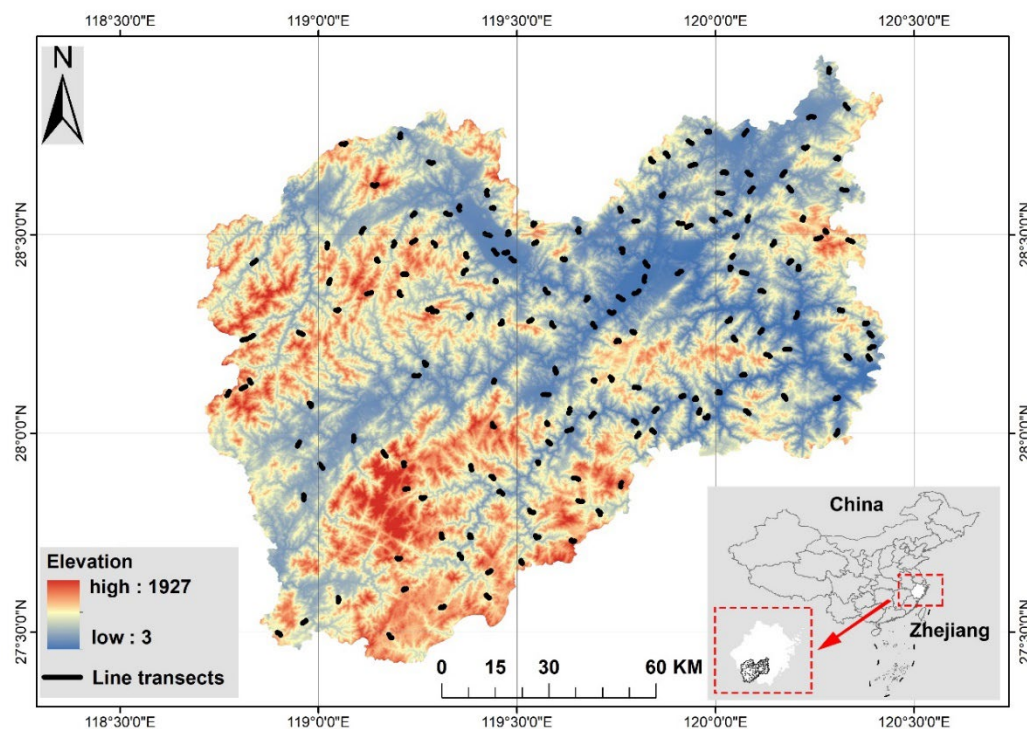 118°30'0"E
119°0'0"E
119°30'0"E
120°0'0"E
120°30'0"E
N
28°30'0"N
28°30'0"N
28°0'0"N
28°0'0"N
27°30'0"N
27°30'0"N
Elevation
high : 1927
low : 3
Line transects
0 15 30 60 KM
China
Zhejiang
118°30'0"E
119°0'0"E
119°30'0"E
120°0'0"E
120°30'0"E